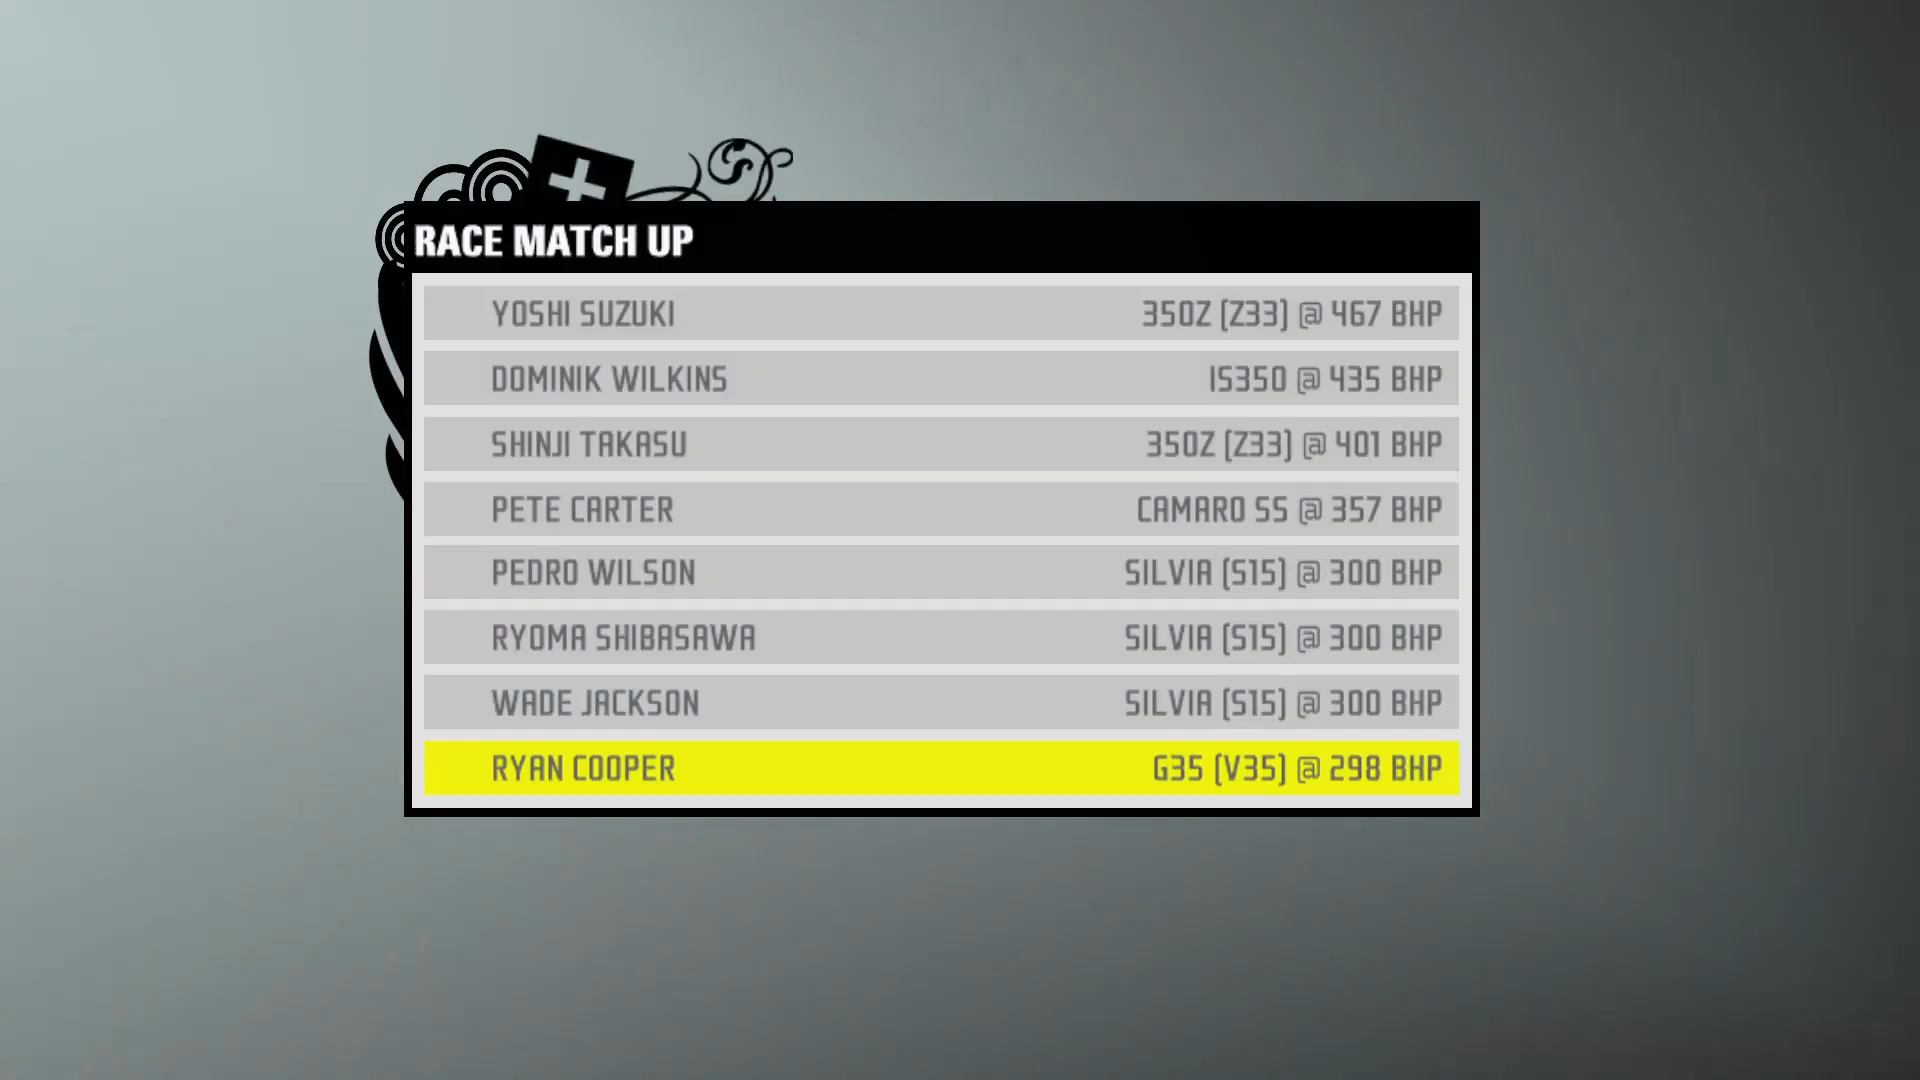 RACE MATCH UP
YOSHI SUZUKI 350Z (Z33) @ 467 BHP
DOMINIK WILKINS IS350 @ 435 BHP
SHINJI TAKASU 350Z (Z33) @ 401 BHP
PETE CARTER CAMARO SS @ 357 BHP
PEDRO WILSON SILVIA (S15) @ 300 BHP
RYOMA SHIBASAWA SILVIA (S15) @ 300 BHP
WADE JACKSON SILVIA (S15) @ 300 BHP
RYAN COOPER G35 (V35) @ 298 BHP